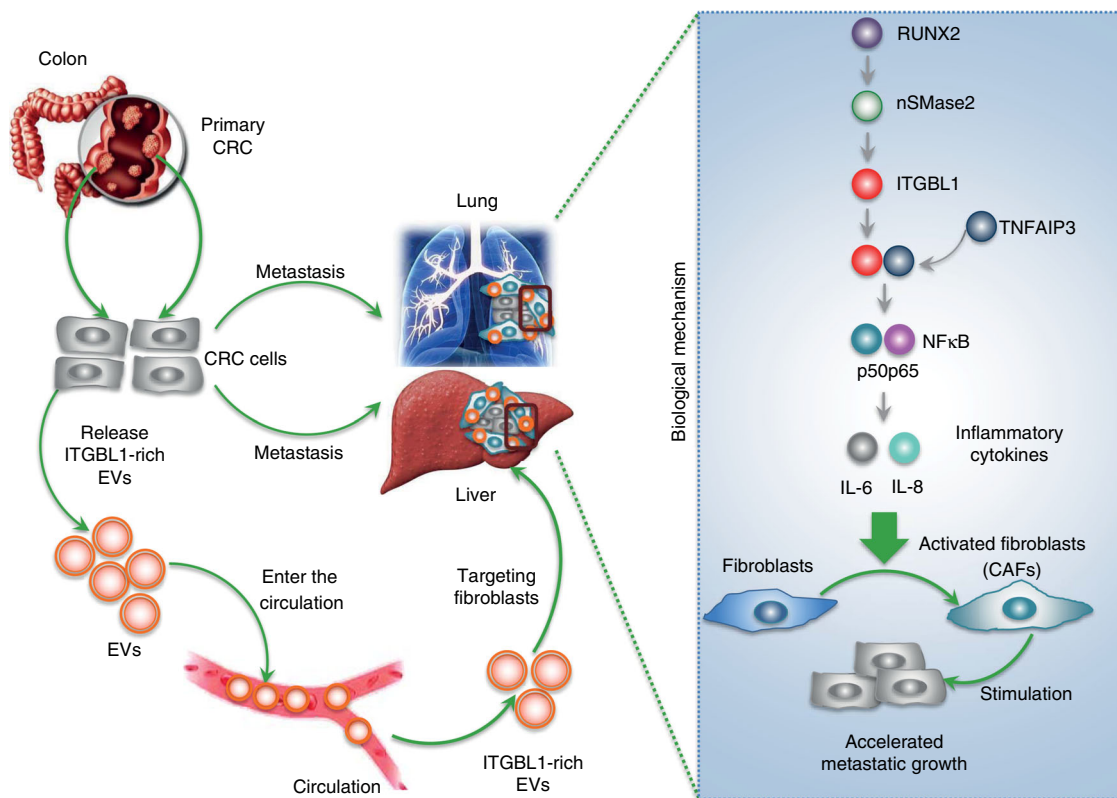 Colon
Primary
CRC
CRC cells
Metastasis
Metastasis
Lung
Liver
Release
ITGBL1-rich
EVs
EVs
Enter the
circulation
Circulation
ITGBL1-rich
EVs
Targeting
fibroblasts
Biological mechanism
RUNX2
nSMase2
ITGBL1
TNFAIP3
NFκB
p50p65
Inflammatory
cytokines
IL-6 IL-8
Fibroblasts
Activated fibroblasts
(CAFs)
Stimulation
Accelerated
metastatic growth